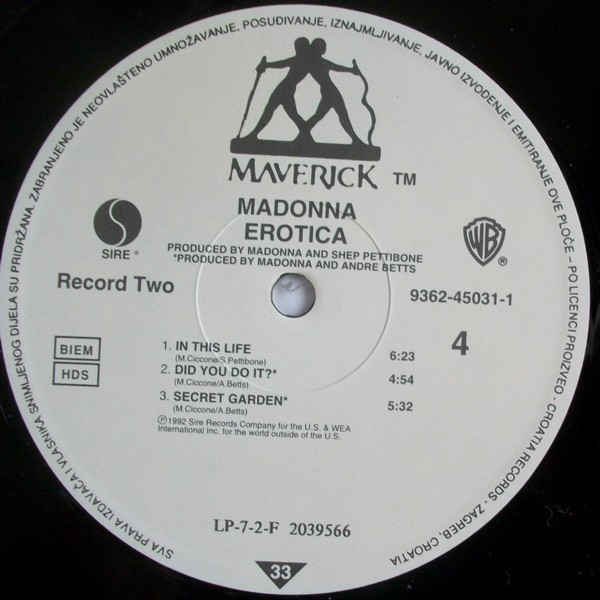 SVA PRAVA IZDAVAČA I VLASNIKA SNIMLJENOG DIJELA SU PRIDRŽANA. ZABRANJENO JE NEOVLAŠTENO UMNOŽAVANJE, POSUĐIVANJE, IZNAJMLJIVANJE, JAVNO IZVOĐENJE I EMITIRANJE OVE PLOČE – PO LICENCI PROIZVEO - CROATIA RECORDS - ZAGREB, CROATIA
MAVERICK TM
MADONNA
EROTICA
SIRE ®
WB ®
PRODUCED BY MADONNA AND SHEP PETTIBONE
*PRODUCED BY MADONNA AND ANDRE BETTS
Record Two
9362-45031-1
4
BIEM
HDS
1. IN THIS LIFE 6:23
(M.Ciccone/S.Pettibone)
2. DID YOU DO IT?* 4:54
(M.Ciccone/A.Betts)
3. SECRET GARDEN* 5:32
(M.Ciccone/A.Betts)
Ⓟ1992 Sire Records Company for the U.S. & WEA
International Inc. for the world outside of the U.S.
LP-7-2-F 2039566
33